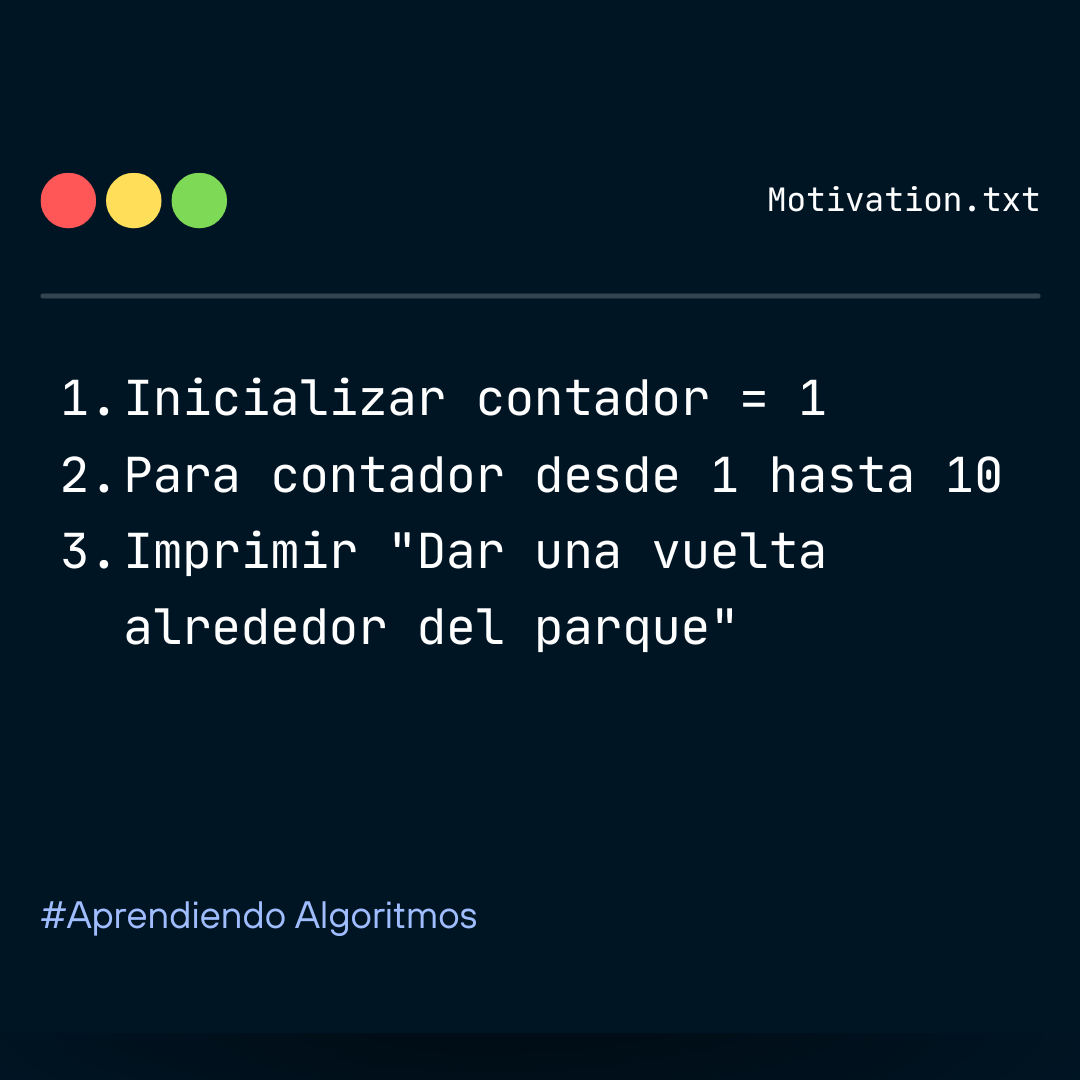 Motivation.txt
1.Inicializar contador = 1
2.Para contador desde 1 hasta 10
3.Imprimir "Dar una vuelta
alrededor del parque"
#Aprendiendo Algoritmos